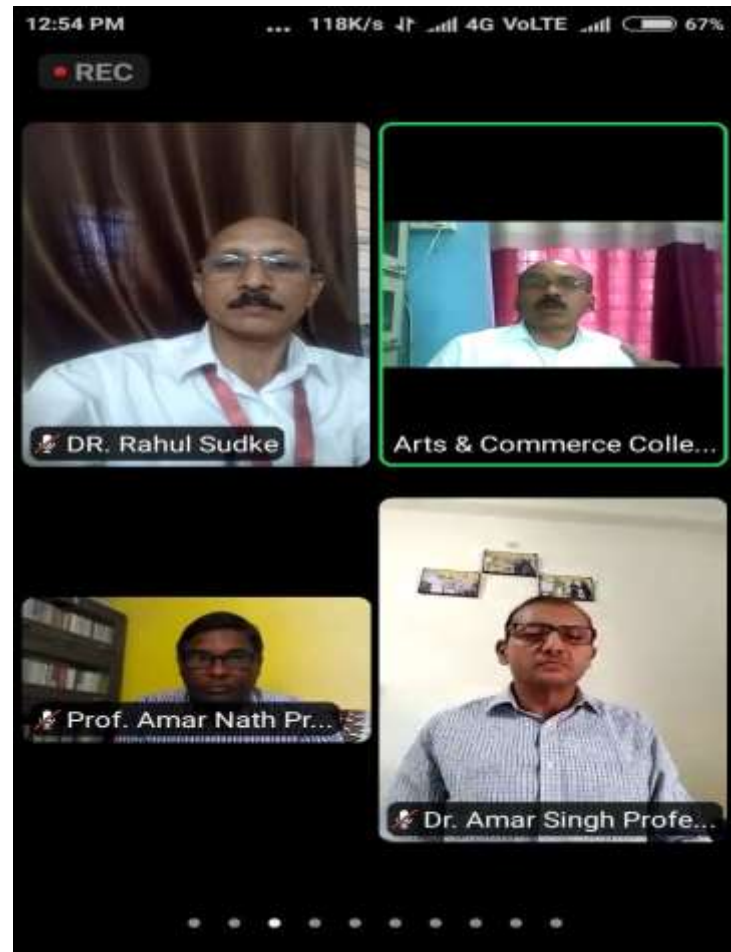 12:54 PM ... 118K/s 4G VoLTE 67%
REC
DR. Rahul Sudke
Arts & Commerce Colle...
Prof. Amar Nath Pr...
Dr. Amar Singh Profe...